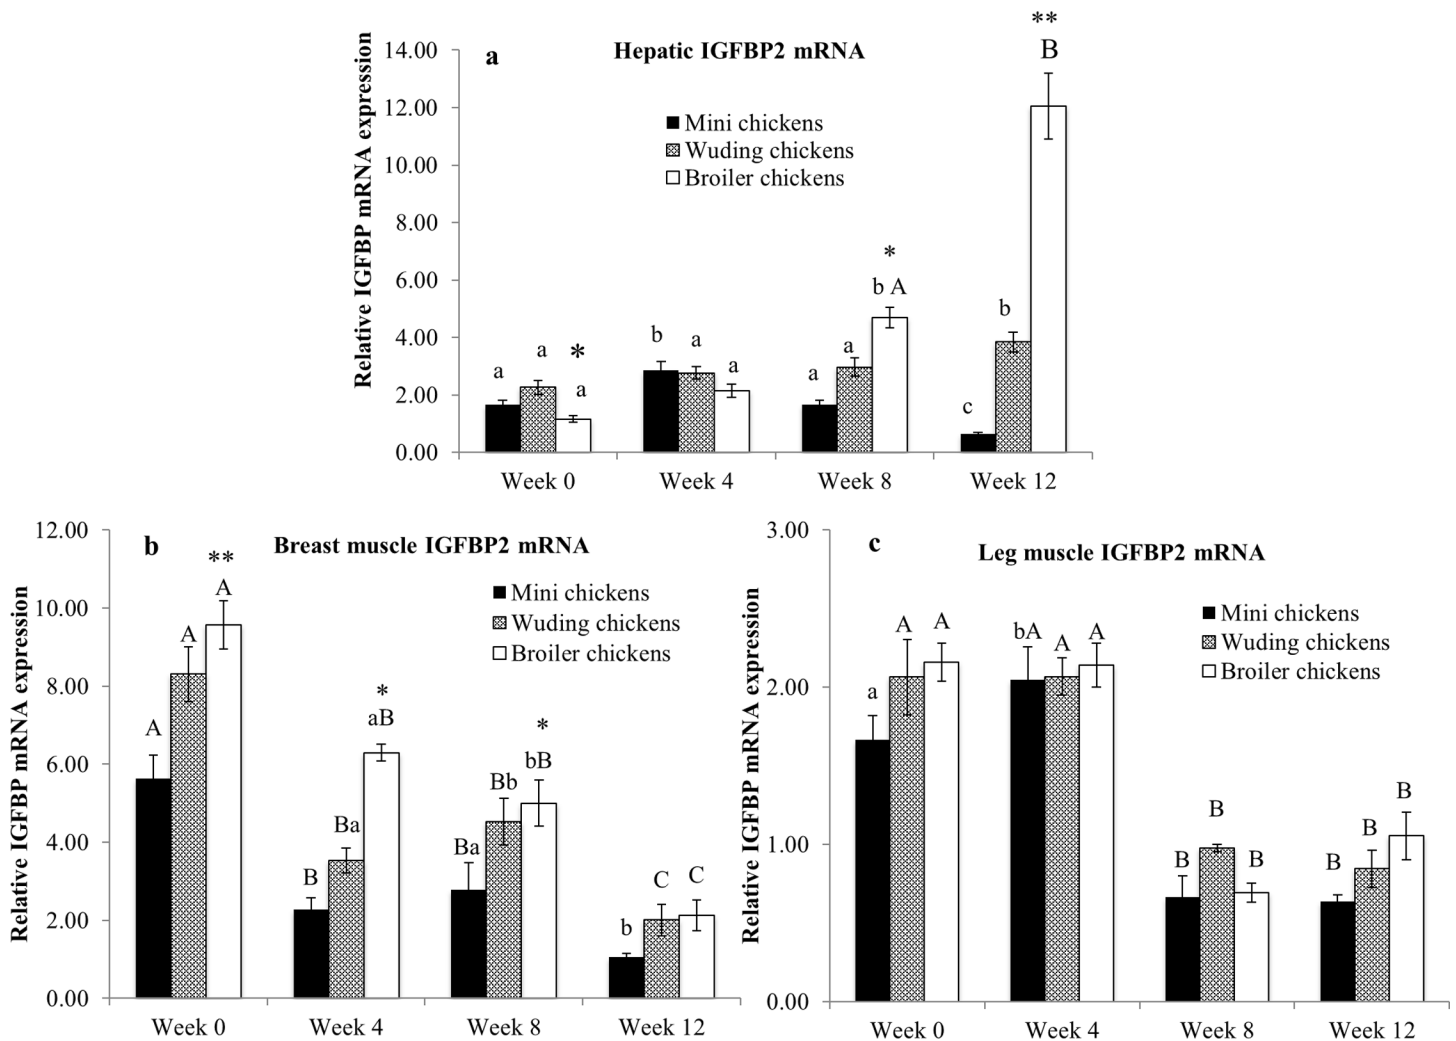 **
B
14.00
a
Hepatic IGFBP2 mRNA
12.00
Mini chickens
Wuding chickens
Broiler chickens
10.00
8.00
6.00
4.00
2.00
0.00
Relative IGFBP mRNA expression
a
a
*
a
b
a
a
a
a
*
b A
c
b
Week 0
Week 4
Week 8
Week 12
12.00
b
Breast muscle IGFBP2 mRNA
Mini chickens
Wuding chickens
Broiler chickens
10.00
8.00
6.00
4.00
2.00
0.00
Relative IGFBP mRNA expression
A
A
**
A
B
Ba
*
aB
Ba
Bb
*
bB
b
C
C
Week 0
Week 4
Week 8
Week 12
3.00
c
Leg muscle IGFBP2 mRNA
Mini chickens
Wuding chickens
Broiler chickens
2.00
1.00
0.00
Relative IGFBP mRNA expression
a
A
A
bA
A
A
B
B
B
B
B
B
Week 0
Week 4
Week 8
Week 12